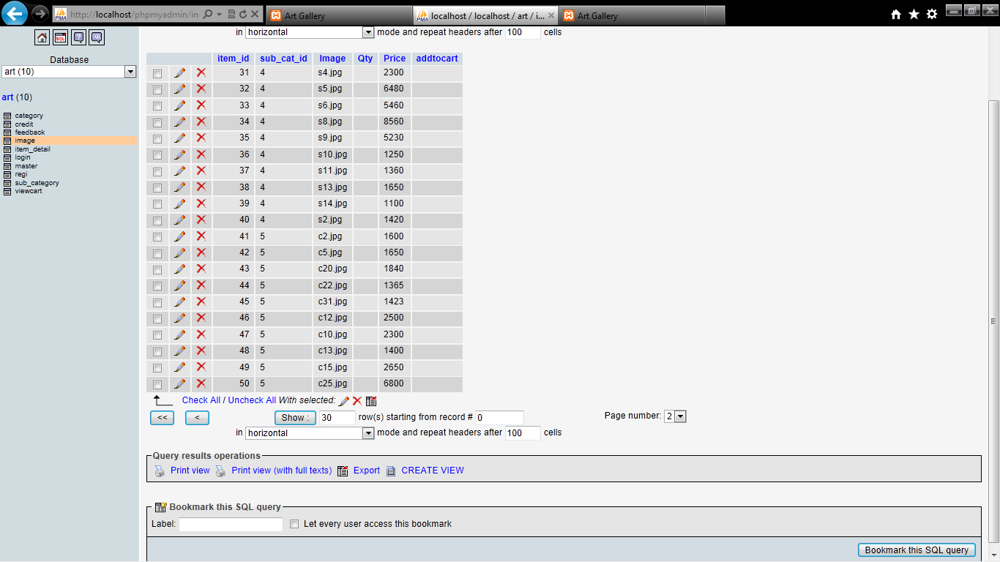 http://localhost/phpmyadmin/in
Art Gallery
localhost / localhost / art / i...
Art Gallery
SQL
Database
art (10)
art (10)
category
credit
feedback
image
item_detail
login
master
regi
sub_category
viewcart
in horizontal mode and repeat headers after 100 cells
item_id sub_cat_id Image Qty Price addtocart
31 4 s4.jpg 2300
32 4 s5.jpg 6480
33 4 s6.jpg 5460
34 4 s8.jpg 8560
35 4 s9.jpg 5230
36 4 s10.jpg 1250
37 4 s11.jpg 1360
38 4 s13.jpg 1650
39 4 s14.jpg 1100
40 4 s2.jpg 1420
41 5 c2.jpg 1600
42 5 c5.jpg 1650
43 5 c20.jpg 1840
44 5 c22.jpg 1365
45 5 c31.jpg 1423
46 5 c12.jpg 2500
47 5 c10.jpg 2300
48 5 c13.jpg 1400
49 5 c15.jpg 2650
50 5 c25.jpg 6800
Check All / Uncheck All With selected:
<< < Show : 30 row(s) starting from record # 0 Page number: 2
in horizontal mode and repeat headers after 100 cells
Query results operations
Print view Print view (with full texts) Export CREATE VIEW
Bookmark this SQL query
Label: Let every user access this bookmark
Bookmark this SQL query